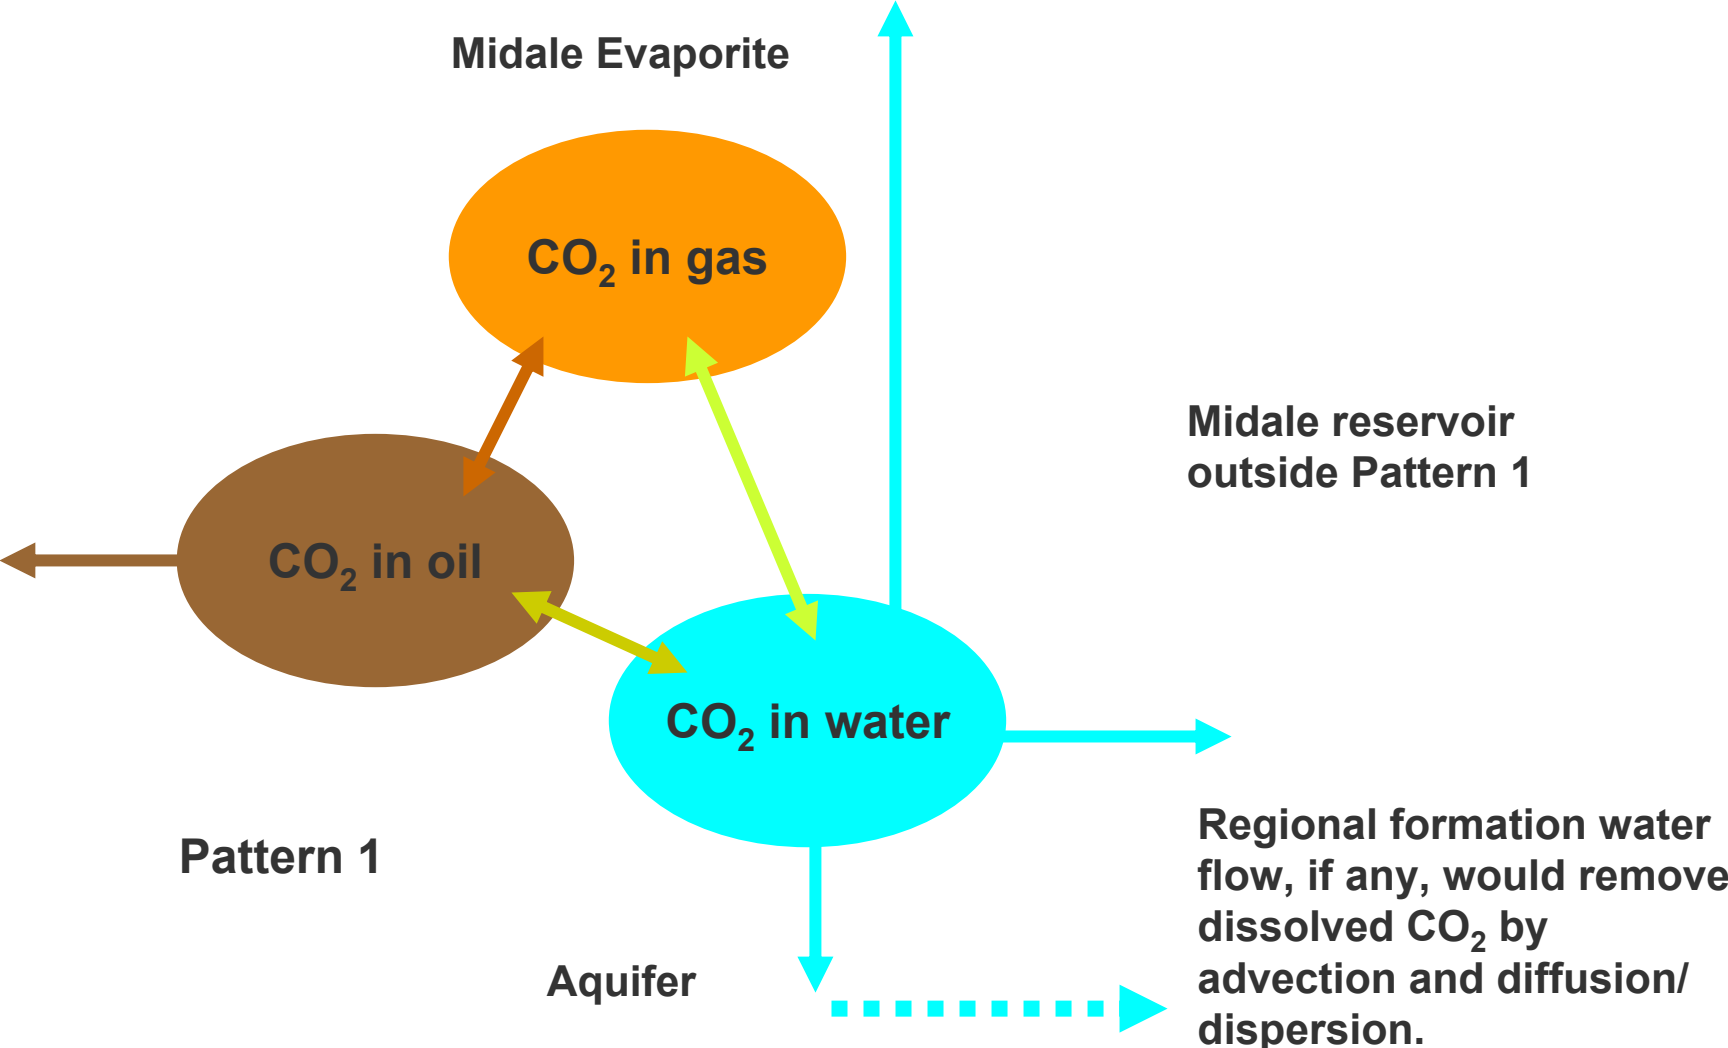 Midale Evaporite
CO₂ in gas
Midale reservoir
outside Pattern 1
CO₂ in oil
CO₂ in water
Pattern 1
Regional formation water
flow, if any, would remove
dissolved CO₂ by
advection and diffusion/
dispersion.
Aquifer